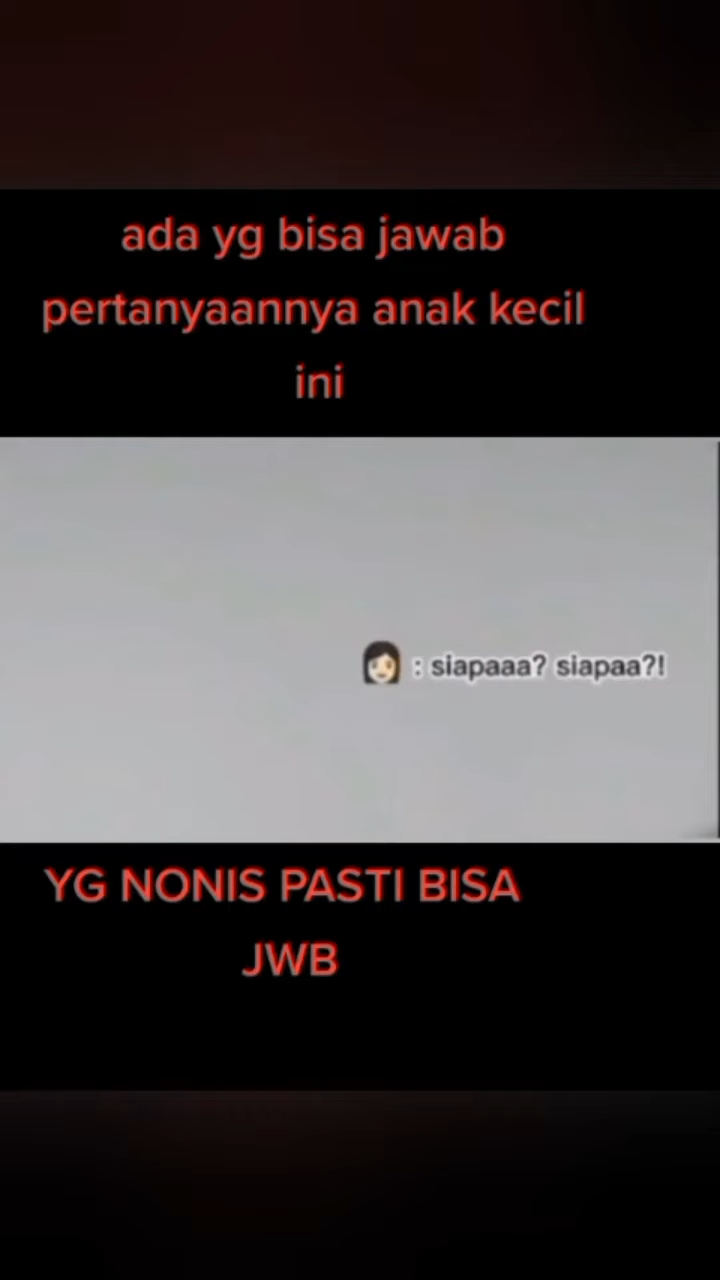 ada yg bisa jawab
pertanyaannya anak kecil
ini
👩🏻 : siapaaa? siapaa?!
YG NONIS PASTI BISA
JWB